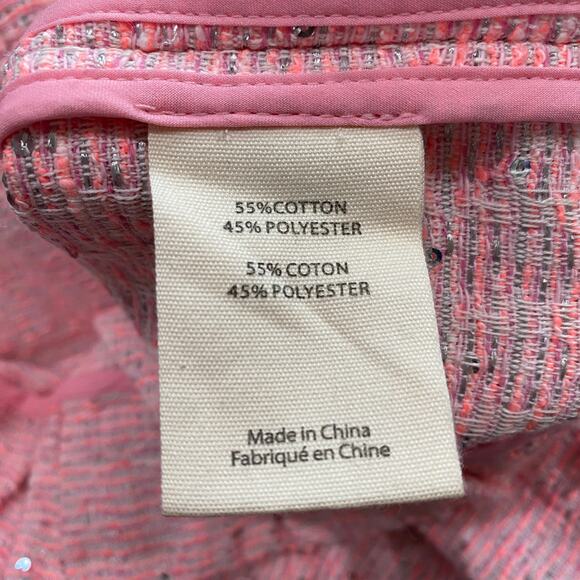 55%COTTON
45% POLYESTER
55% COTON
45% POLYESTER
Made in China
Fabriqué en Chine